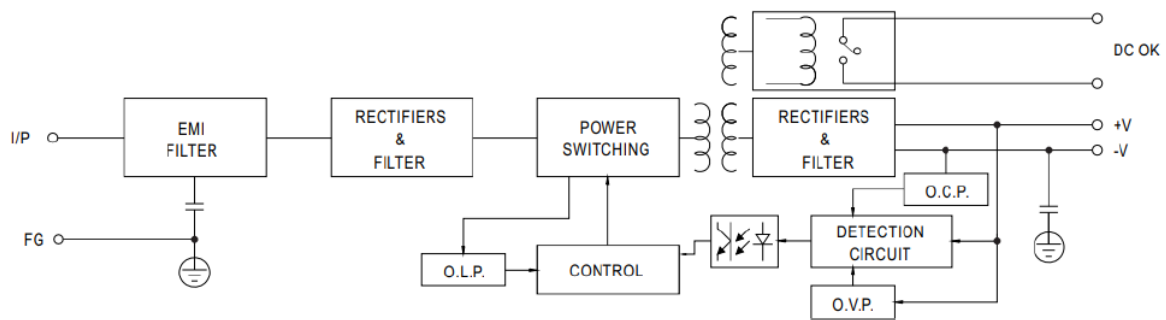 DC OK
I/P
EMI
FILTER
RECTIFIERS
&
FILTER
POWER
SWITCHING
RECTIFIERS
&
FILTER
+V
-V
O.C.P.
FG
DETECTION
CIRCUIT
O.L.P.
CONTROL
O.V.P.